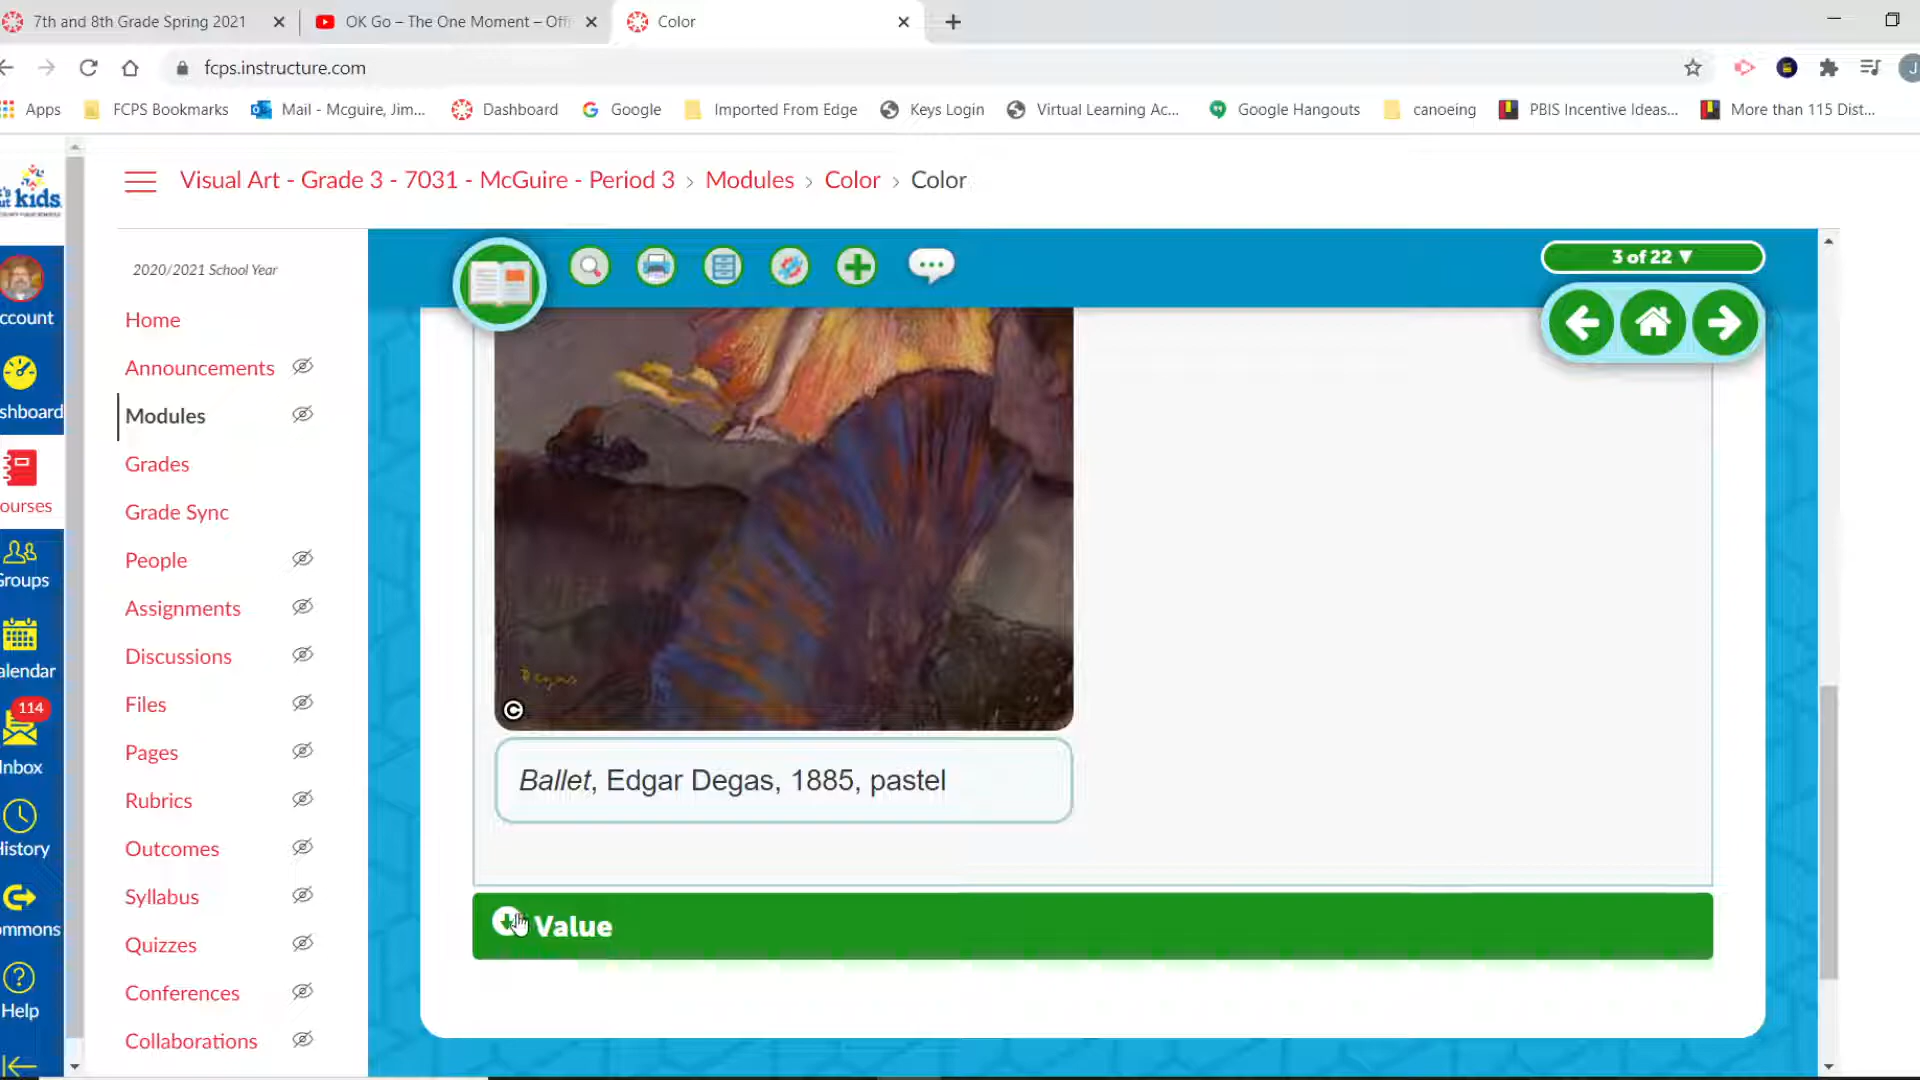 7th and 8th Grade Spring 2021
OK Go – The One Moment – Offi
Color
fcps.instructure.com
Apps
FCPS Bookmarks
Mail - Mcguire, Jim...
Dashboard
Google
Imported From Edge
Keys Login
Virtual Learning Ac...
Google Hangouts
canoeing
PBIS Incentive Ideas...
More than 115 Dist...
Visual Art - Grade 3 - 7031 - McGuire - Period 3 > Modules > Color > Color
kids
ccount
shboard
ourses
Groups
alendar
114
Inbox
History
mmons
Help
2020/2021 School Year
Home
Announcements
Modules
Grades
Grade Sync
People
Assignments
Discussions
Files
Pages
Rubrics
Outcomes
Syllabus
Quizzes
Conferences
Collaborations
3 of 22 ▼
Degas
©
Ballet, Edgar Degas, 1885, pastel
Value